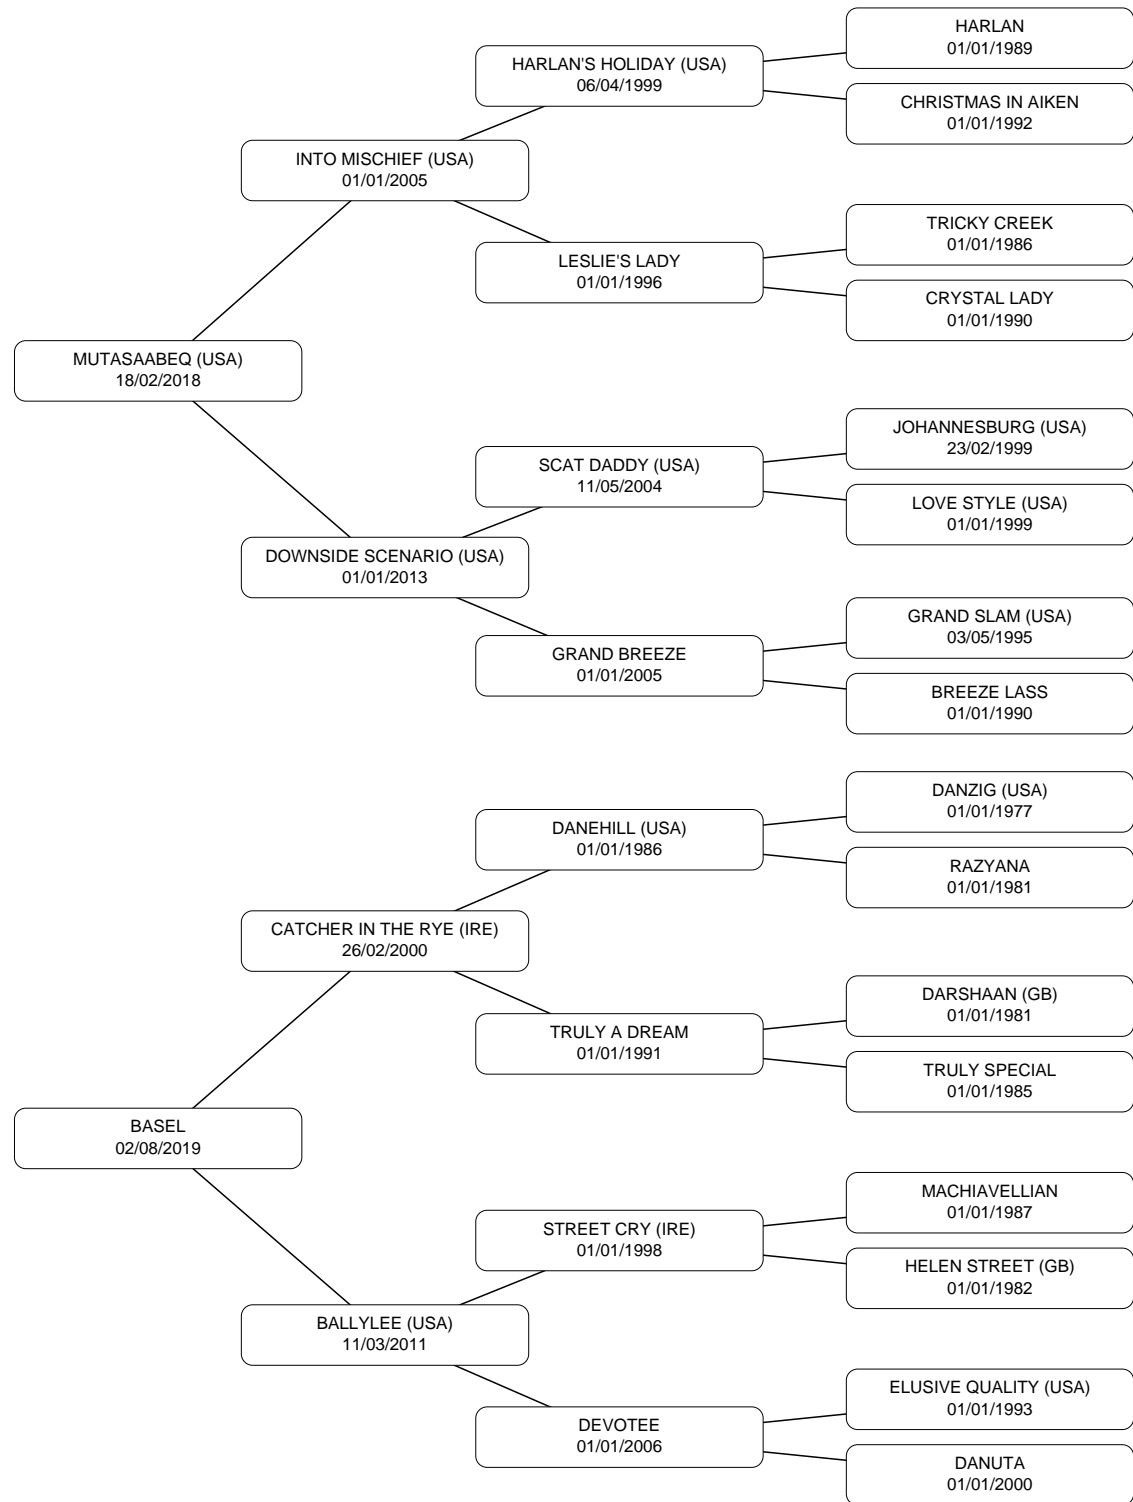 HARLAN
01/01/1989
HARLAN'S HOLIDAY (USA)
06/04/1999
CHRISTMAS IN AIKEN
01/01/1992
INTO MISCHIEF (USA)
01/01/2005
TRICKY CREEK
01/01/1986
LESLIE'S LADY
01/01/1996
CRYSTAL LADY
01/01/1990
MUTASAABEQ (USA)
18/02/2018
JOHANNESBURG (USA)
23/02/1999
SCAT DADDY (USA)
11/05/2004
LOVE STYLE (USA)
01/01/1999
DOWNSIDE SCENARIO (USA)
01/01/2013
GRAND SLAM (USA)
03/05/1995
GRAND BREEZE
01/01/2005
BREEZE LASS
01/01/1990
DANZIG (USA)
01/01/1977
DANEHILL (USA)
01/01/1986
RAZYANA
01/01/1981
CATCHER IN THE RYE (IRE)
26/02/2000
DARSHAAN (GB)
01/01/1981
TRULY A DREAM
01/01/1991
TRULY SPECIAL
01/01/1985
BASEL
02/08/2019
MACHIAVELLIAN
01/01/1987
STREET CRY (IRE)
01/01/1998
HELEN STREET (GB)
01/01/1982
BALLYLEE (USA)
11/03/2011
ELUSIVE QUALITY (USA)
01/01/1993
DEVOTEE
01/01/2006
DANUTA
01/01/2000